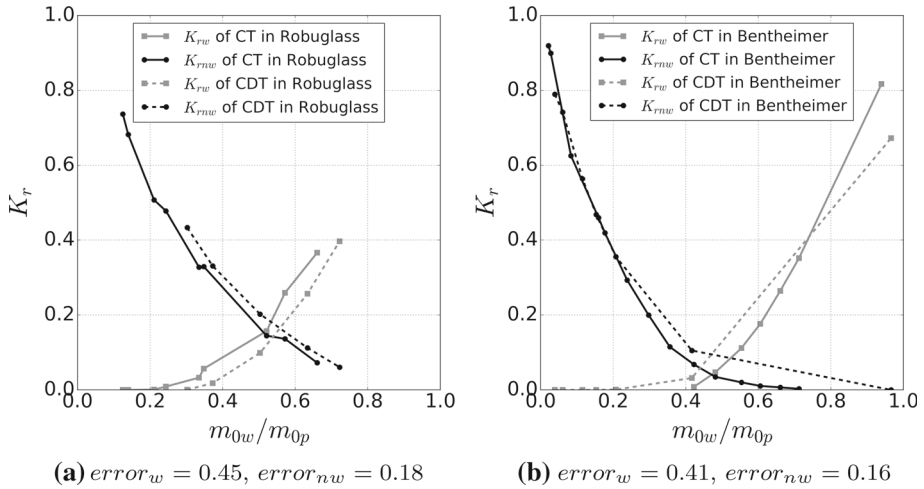 1.0
0.8
0.6
0.4
0.2
0.0
K_r
K_rw of CT in Robuglass
K_rnw of CT in Robuglass
K_rw of CDT in Robuglass
K_rnw of CDT in Robuglass
0.0 0.2 0.4 0.6 0.8 1.0
m_0w/m_0p
(a) error_w = 0.45, error_nw = 0.18
1.0
0.8
0.6
0.4
0.2
0.0
K_r
K_rw of CT in Bentheimer
K_rnw of CT in Bentheimer
K_rw of CDT in Bentheimer
K_rnw of CDT in Bentheimer
0.0 0.2 0.4 0.6 0.8 1.0
m_0w/m_0p
(b) error_w = 0.41, error_nw = 0.16